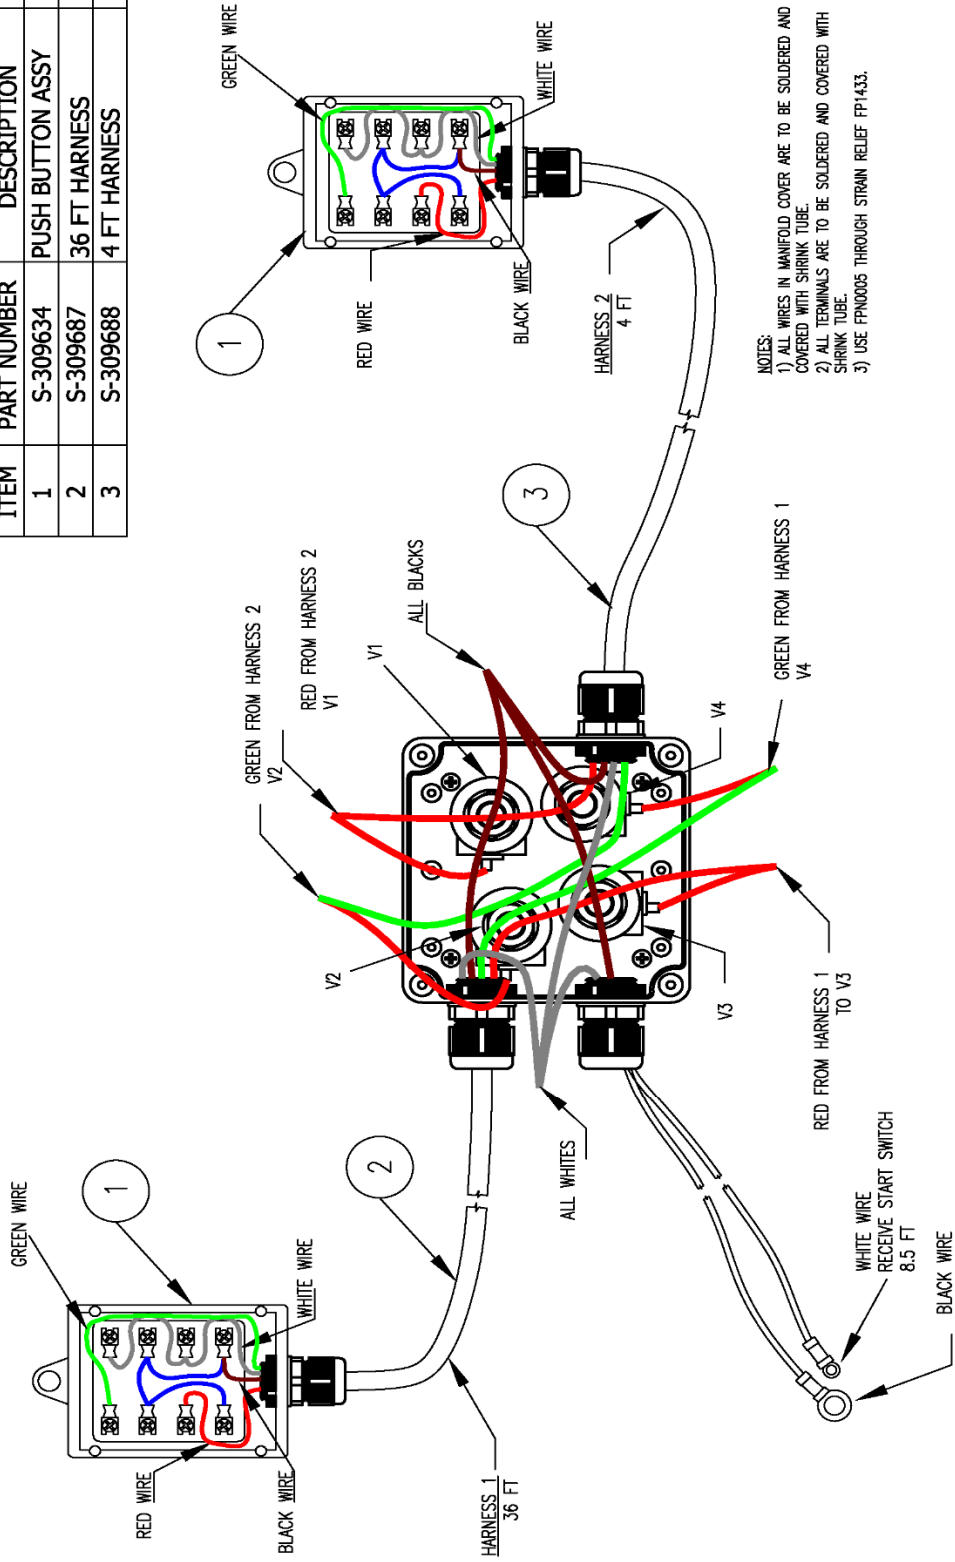 ITEM PART NUMBER DESCRIPTION
1 S-309634 PUSH BUTTON ASSY
2 S-309687 36 FT HARNESS
3 S-309688 4 FT HARNESS
GREEN WIRE
1
RED WIRE
BLACK WIRE
WHITE WIRE
HARNESS 1
36 FT
2
GREEN FROM HARNESS 2
V2
RED FROM HARNESS 2
V1
V1
V2
ALL BLACKS
ALL WHITES
V3
V4
RED FROM HARNESS 1
TO V3
GREEN FROM HARNESS 1
V4
WHITE WIRE
RECEIVE START SWITCH
8.5 FT
BLACK WIRE
3
HARNESS 2
4 FT
GREEN WIRE
1
RED WIRE
BLACK WIRE
WHITE WIRE
NOTES:
1) ALL WIRES IN MANIFOLD COVER ARE TO BE SOLDERED AND
COVERED WITH SHRINK TUBE.
2) ALL TERMINALS ARE TO BE SOLDERED AND COVERED WITH
SHRINK TUBE.
3) USE FPN0005 THROUGH STRAIN RELIEF FP1433.